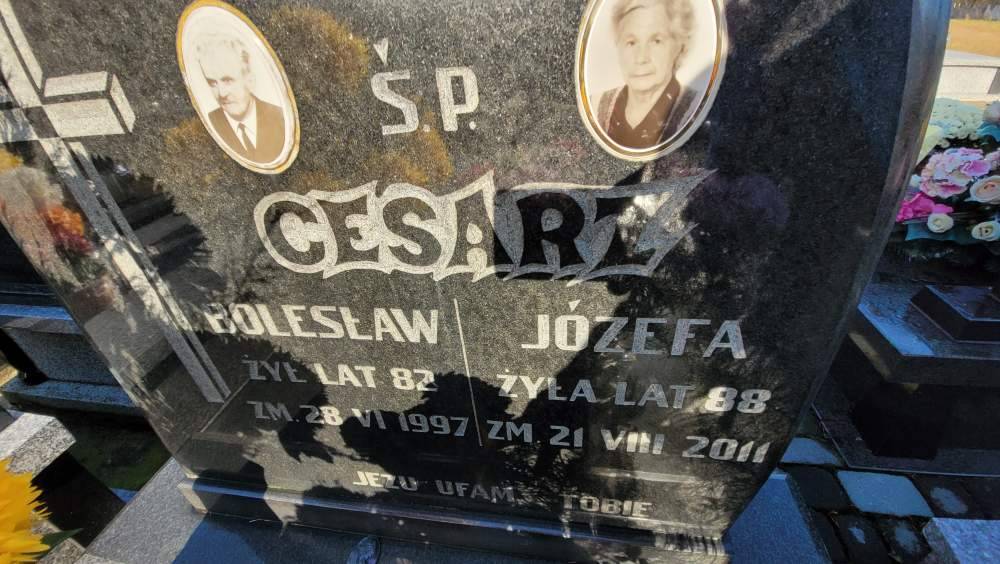 Ś.P.
CESARZ
BOLESŁAW
ŻYŁ LAT 82
ZM. 28 VI 1997
JÓZEFA
ŻYŁA LAT 88
ZM. 21 VIII 2011
JEZU UFAM TOBIE